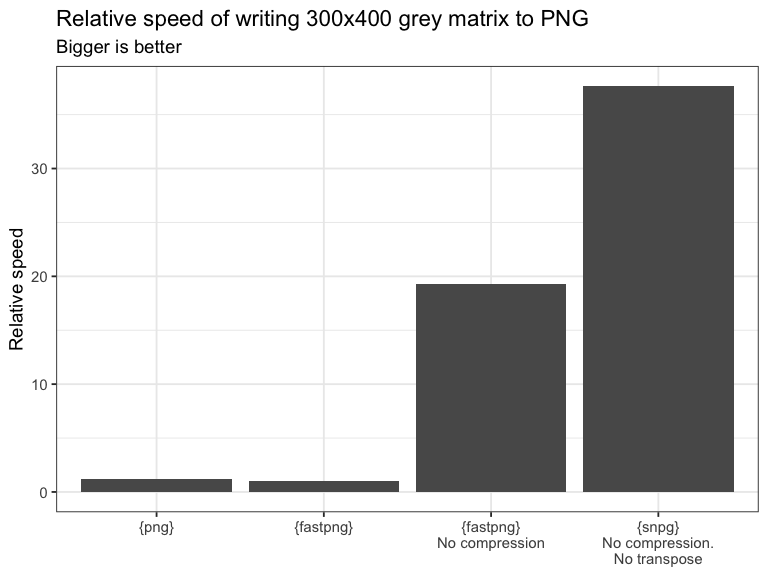 Relative speed of writing 300x400 grey matrix to PNG
Bigger is better
Relative speed
30
20
10
0
{png}
{fastpng}
{fastpng}
No compression
{snpg}
No compression.
No transpose